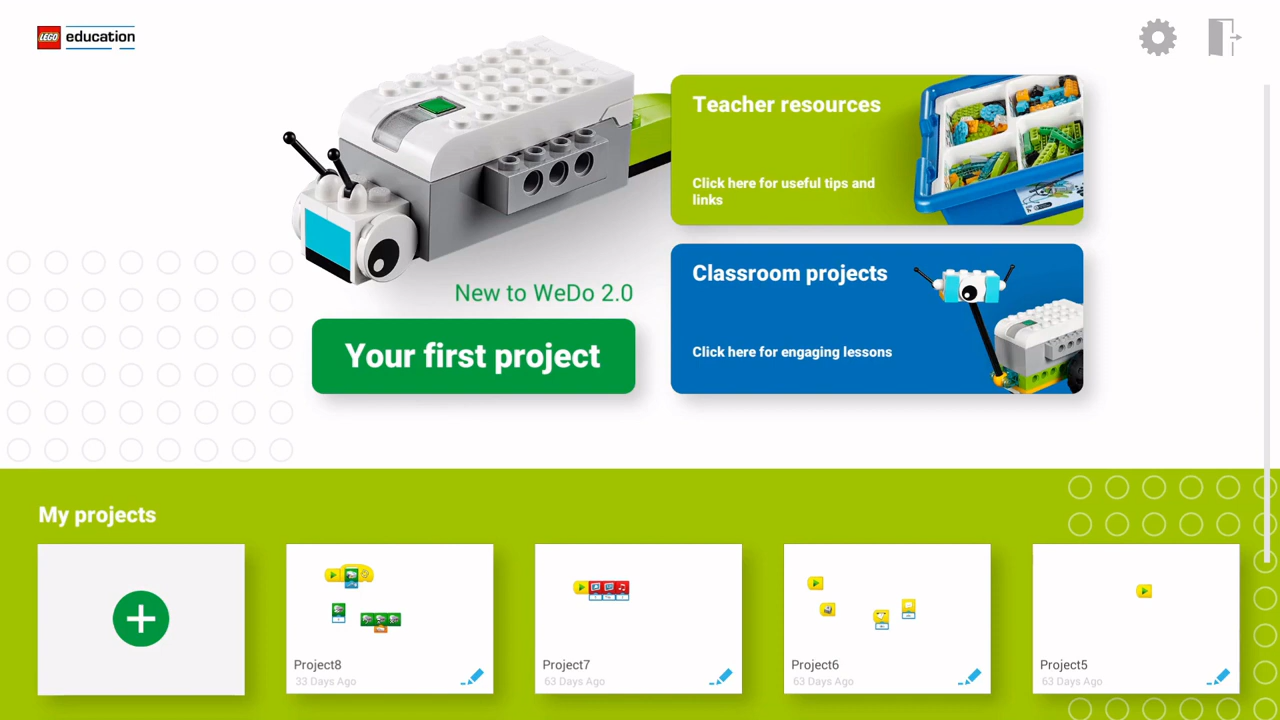 LEGO education
Teacher resources
Click here for useful tips and
links
New to WeDo 2.0
Your first project
Classroom projects
Click here for engaging lessons
My projects
Project8
33 Days Ago
Project7
63 Days Ago
Project6
63 Days Ago
Project5
63 Days Ago